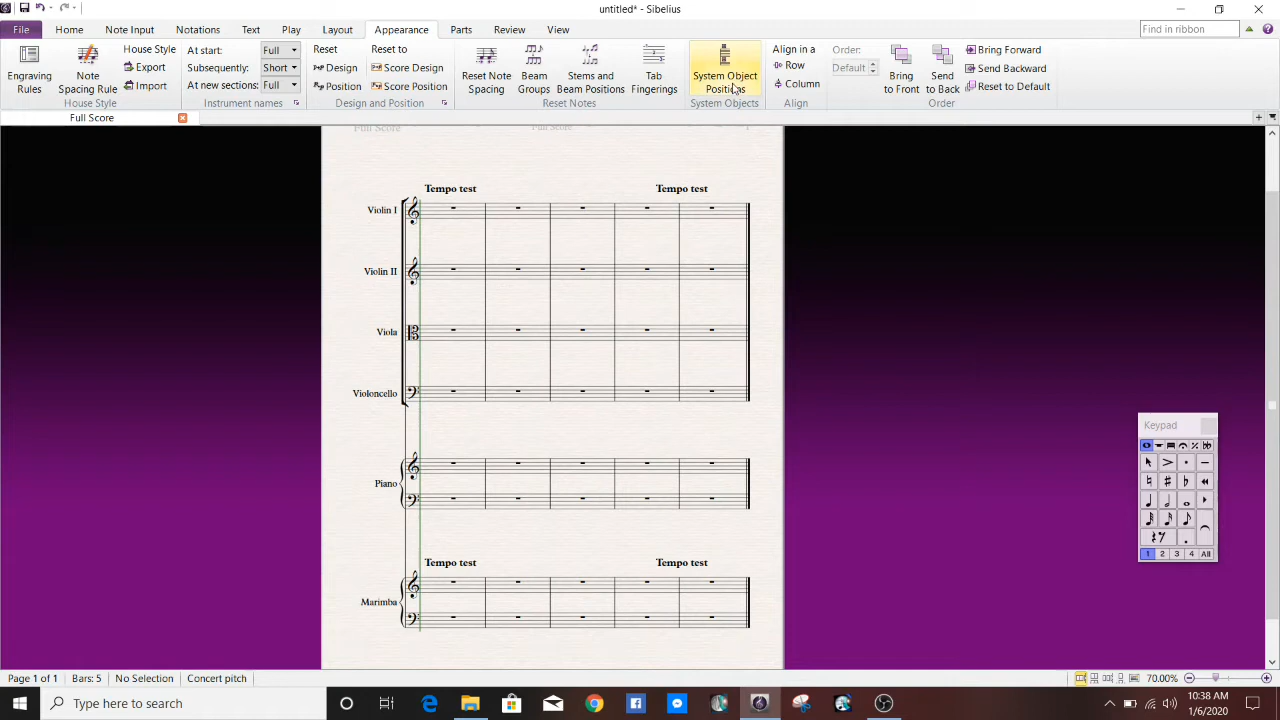 untitled* - Sibelius
File Home Note Input Notations Text Play Layout Appearance Parts Review View Find in ribbon
Engraving Rules
Note Spacing Rule
House Style
Export
Import
House Style
At start: Full
Subsequently: Short
At new sections: Full
Instrument names
Reset
Design
Position
Reset to
Score Design
Score Position
Design and Position
Reset Note Spacing
Beam Groups
Stems and Beam Positions
Tab Fingerings
Reset Notes
System Object Positions
System Objects
Align in a
Row
Column
Align
Order:
Default
Bring to Front
Send to Back
Bring Forward
Send Backward
Reset to Default
Order
Full Score
Full Score Full Score
Tempo test Tempo test
Violin I
Violin II
Viola
Violoncello
Piano
Tempo test Tempo test
Marimba
Keypad
1 2 3 4 All
Page 1 of 1 Bars: 5 No Selection Concert pitch 70.00%
Type here to search
10:38 AM
1/6/2020